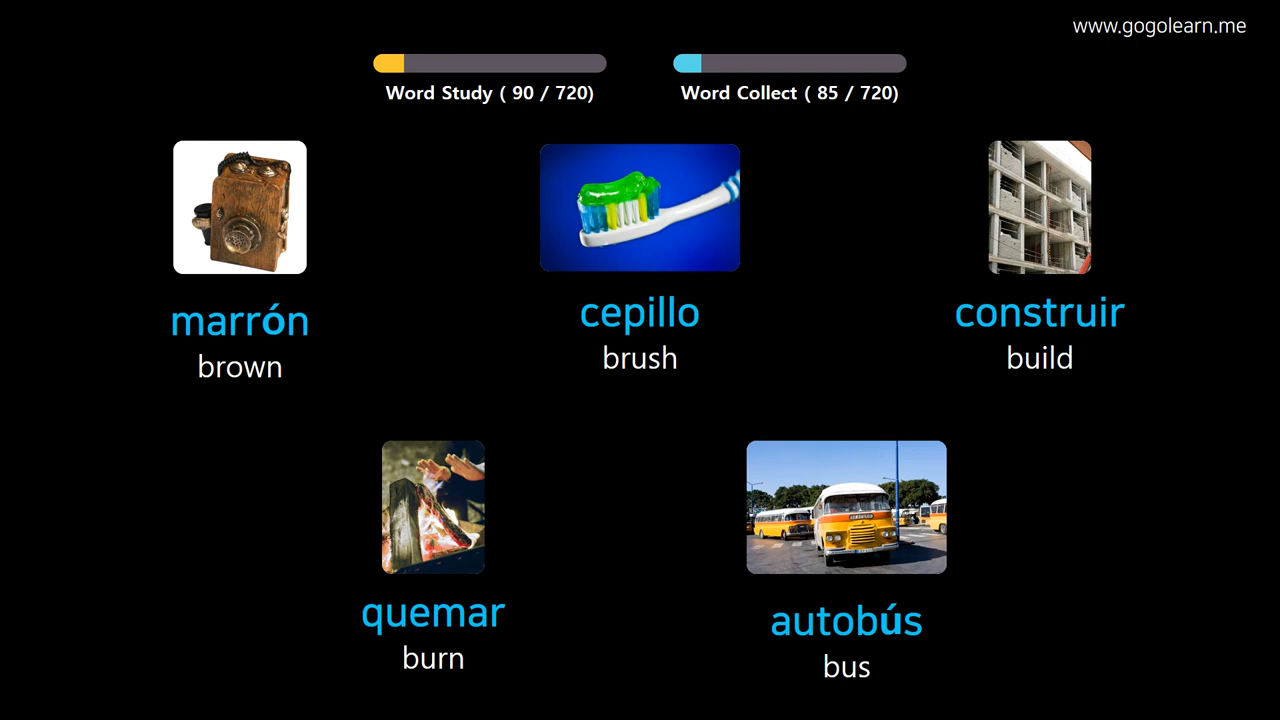 www.gogolearn.me
Word Study ( 90 / 720)
Word Collect ( 85 / 720)
marrón
brown
cepillo
brush
construir
build
quemar
burn
autobús
bus